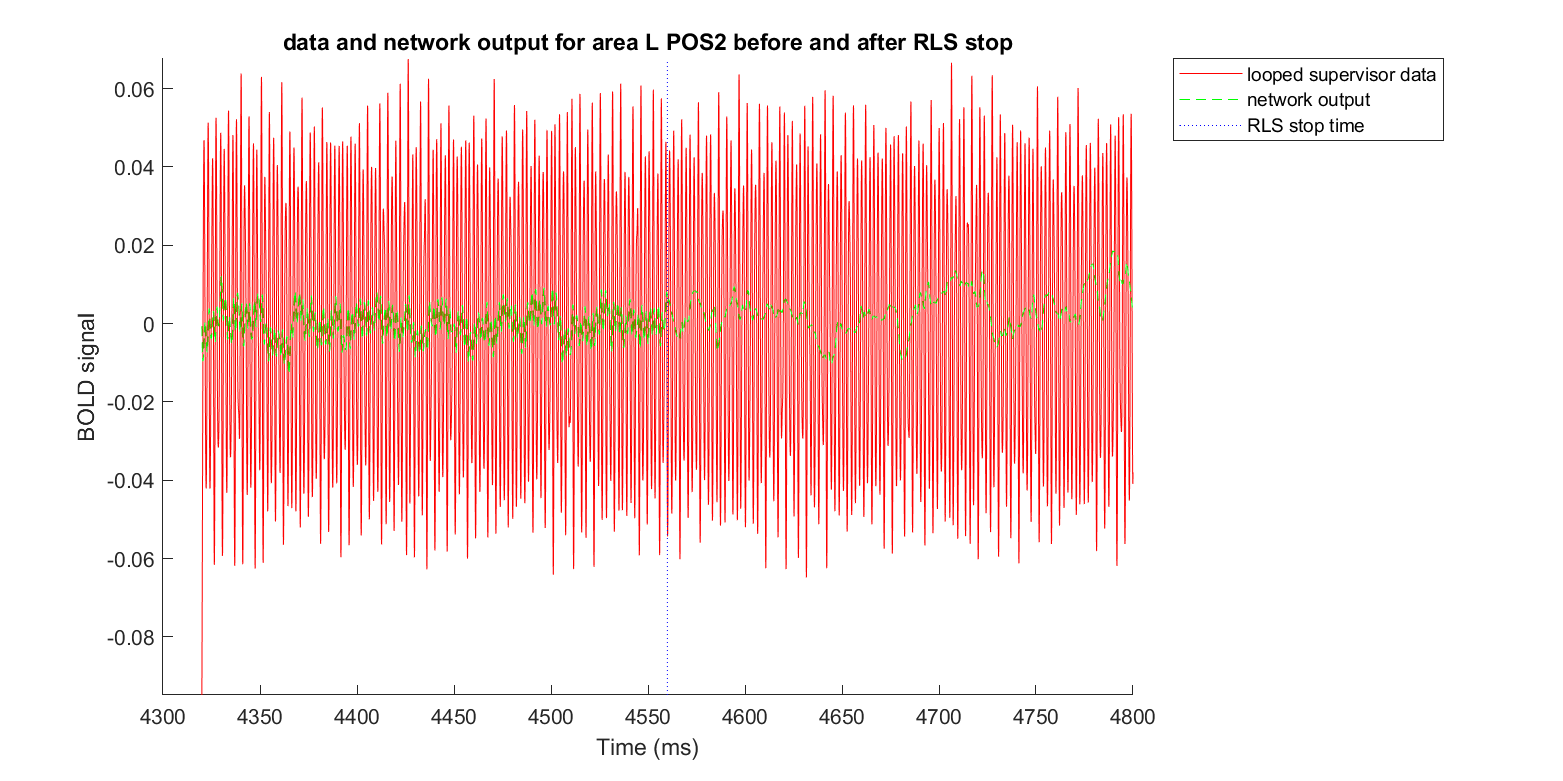 data and network output for area L POS2 before and after RLS stop
looped supervisor data
network output
RLS stop time
0.06
0.04
0.02
0
-0.02
-0.04
-0.06
-0.08
BOLD signal
4300 4350 4400 4450 4500 4550 4600 4650 4700 4750 4800
Time (ms)